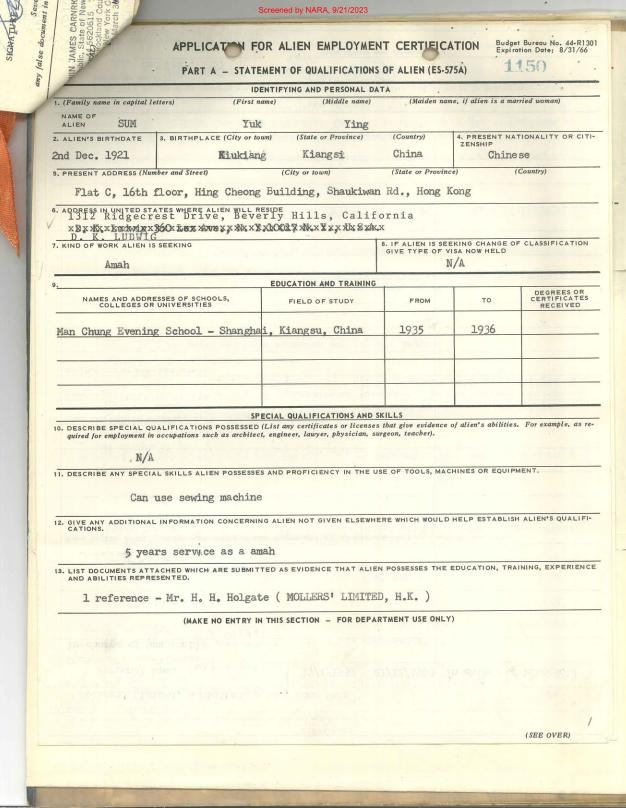 Screened by NARA, 9/21/2023
SIGNATURE
any false document in
JAMES CARNRK
March 30
APPLICATION FOR ALIEN EMPLOYMENT CERTIFICATION
Budget Bureau No. 44-R1301
Expiration Date; 8/31/66
1150
PART A – STATEMENT OF QUALIFICATIONS OF ALIEN (ES-575A)
IDENTIFYING AND PERSONAL DATA
1. (Family name in capital letters) (First name) (Middle name) (Maiden name, if alien is a married woman)
NAME OF ALIEN SUM Yuk Ying
2. ALIEN'S BIRTHDATE 3. BIRTHPLACE (City or town) (State or Province) (Country) 4. PRESENT NATIONALITY OR CITI-
ZENSHIP
2nd Dec. 1921 Kiukiang Kiangsi China Chinese
5. PRESENT ADDRESS (Number and Street) (City or town) (State or Province) (Country)
Flat C, 16th floor, Hing Cheong Building, Shaukiwan Rd., Hong Kong
6. ADDRESS IN UNITED STATES WHERE ALIEN WILL RESIDE
1312 Ridgecrest Drive, Beverly Hills, California
D. K. LUDWIG
7. KIND OF WORK ALIEN IS SEEKING 8. IF ALIEN IS SEEKING CHANGE OF CLASSIFICATION
GIVE TYPE OF VISA NOW HELD
Amah N/A
9. EDUCATION AND TRAINING
NAMES AND ADDRESSES OF SCHOOLS,
COLLEGES OR UNIVERSITIES FIELD OF STUDY FROM TO DEGREES OR
CERTIFICATES
RECEIVED
Man Chung Evening School - Shanghai, Kiangsu, China 1935 1936
SPECIAL QUALIFICATIONS AND SKILLS
10. DESCRIBE SPECIAL QUALIFICATIONS POSSESSED (List any certificates or licenses that give evidence of alien's abilities. For example, as re-
quired for employment in occupations such as architect, engineer, lawyer, physician, surgeon, teacher).
N/A
11. DESCRIBE ANY SPECIAL SKILLS ALIEN POSSESSES AND PROFICIENCY IN THE USE OF TOOLS, MACHINES OR EQUIPMENT.
Can use sewing machine
12. GIVE ANY ADDITIONAL INFORMATION CONCERNING ALIEN NOT GIVEN ELSEWHERE WHICH WOULD HELP ESTABLISH ALIEN'S QUALIFI-
CATIONS.
5 years service as a amah
13. LIST DOCUMENTS ATTACHED WHICH ARE SUBMITTED AS EVIDENCE THAT ALIEN POSSESSES THE EDUCATION, TRAINING, EXPERIENCE
AND ABILITIES REPRESENTED.
1 reference - Mr. H. H. Holgate ( MOLLERS' LIMITED, H.K. )
(MAKE NO ENTRY IN THIS SECTION – FOR DEPARTMENT USE ONLY)
(SEE OVER)